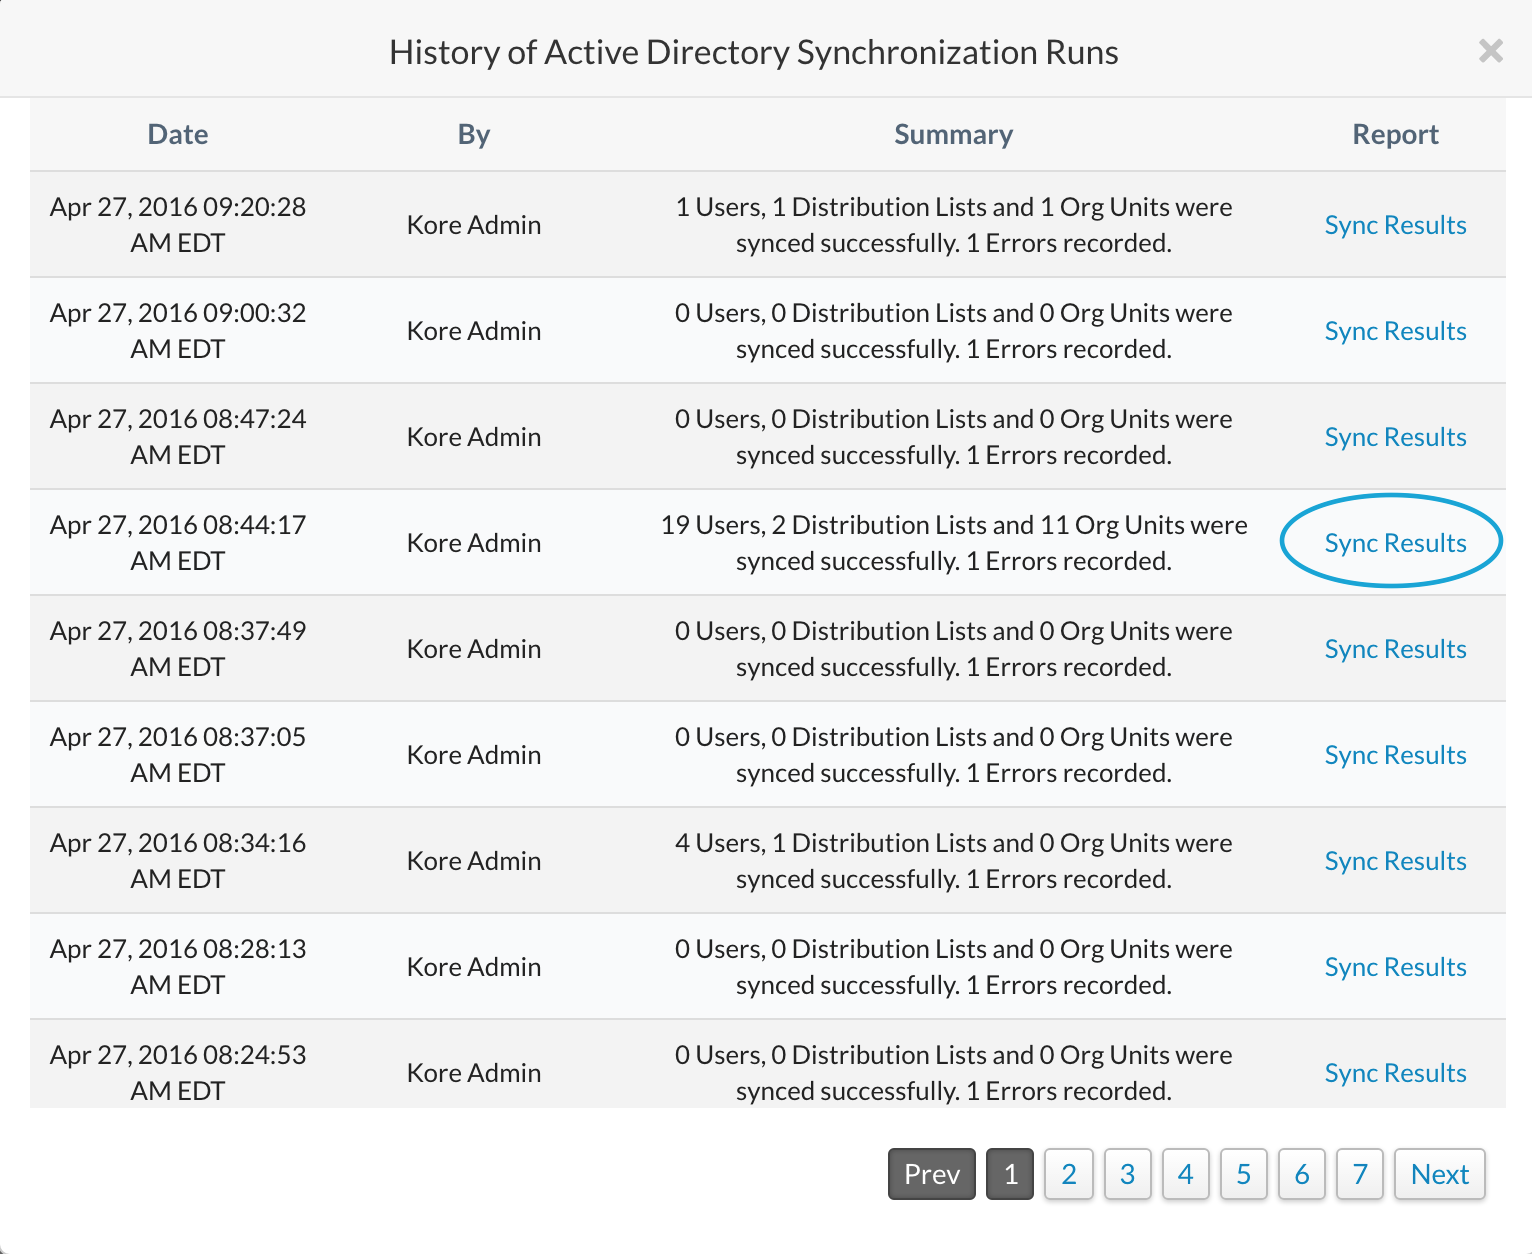 History of Active Directory Synchronization Runs ×
Date By Summary Report
Apr 27, 2016 09:20:28
AM EDT
Kore Admin
1 Users, 1 Distribution Lists and 1 Org Units were
synced successfully. 1 Errors recorded.
Sync Results
Apr 27, 2016 09:00:32
AM EDT
Kore Admin
0 Users, 0 Distribution Lists and 0 Org Units were
synced successfully. 1 Errors recorded.
Sync Results
Apr 27, 2016 08:47:24
AM EDT
Kore Admin
0 Users, 0 Distribution Lists and 0 Org Units were
synced successfully. 1 Errors recorded.
Sync Results
Apr 27, 2016 08:44:17
AM EDT
Kore Admin
19 Users, 2 Distribution Lists and 11 Org Units were
synced successfully. 1 Errors recorded.
Sync Results
Apr 27, 2016 08:37:49
AM EDT
Kore Admin
0 Users, 0 Distribution Lists and 0 Org Units were
synced successfully. 1 Errors recorded.
Sync Results
Apr 27, 2016 08:37:05
AM EDT
Kore Admin
0 Users, 0 Distribution Lists and 0 Org Units were
synced successfully. 1 Errors recorded.
Sync Results
Apr 27, 2016 08:34:16
AM EDT
Kore Admin
4 Users, 1 Distribution Lists and 0 Org Units were
synced successfully. 1 Errors recorded.
Sync Results
Apr 27, 2016 08:28:13
AM EDT
Kore Admin
0 Users, 0 Distribution Lists and 0 Org Units were
synced successfully. 1 Errors recorded.
Sync Results
Apr 27, 2016 08:24:53
AM EDT
Kore Admin
0 Users, 0 Distribution Lists and 0 Org Units were
synced successfully. 1 Errors recorded.
Sync Results
Prev 1 2 3 4 5 6 7 Next